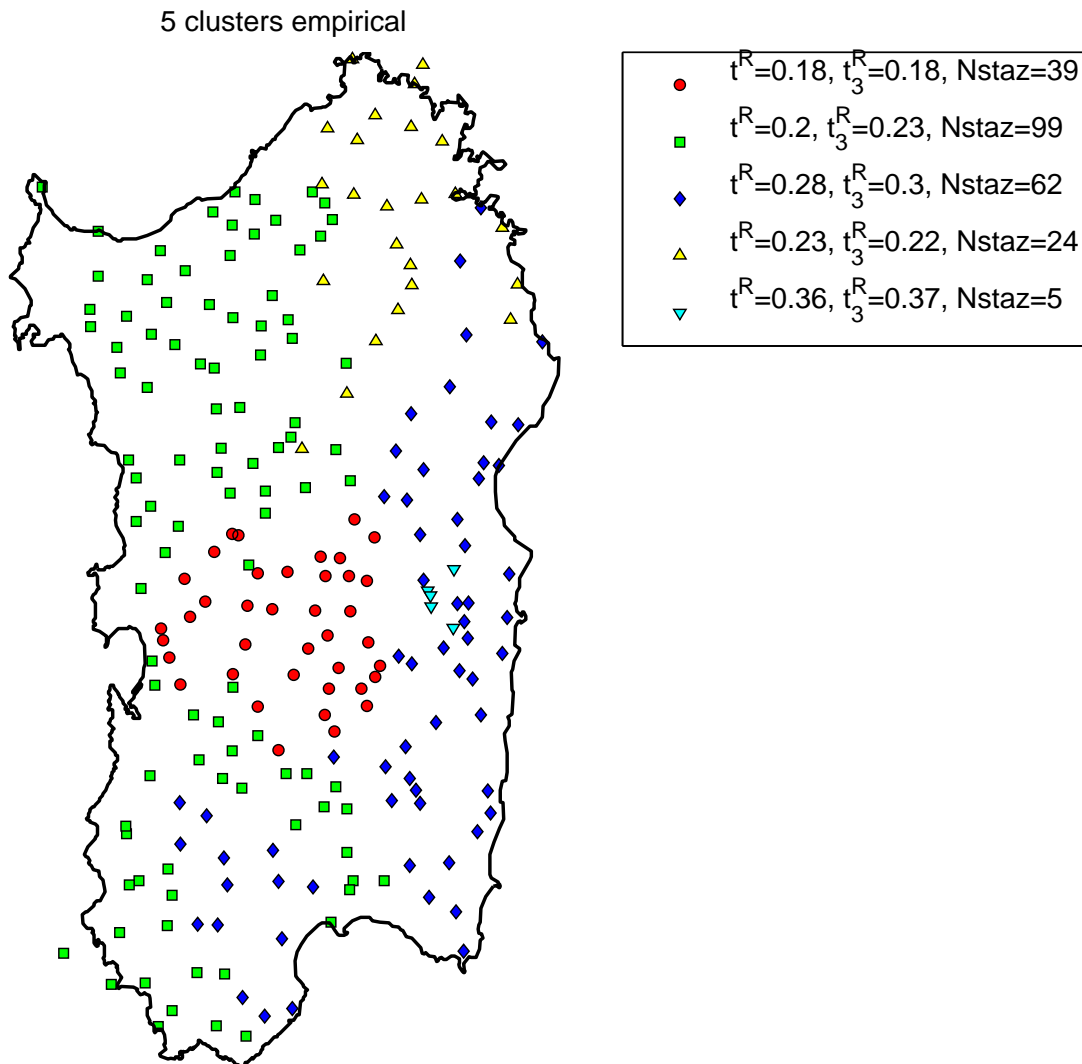 5 clusters empirical
t^R=0.18, t_3^R=0.18, Nstaz=39
t^R=0.2, t_3^R=0.23, Nstaz=99
t^R=0.28, t_3^R=0.3, Nstaz=62
t^R=0.23, t_3^R=0.22, Nstaz=24
t^R=0.36, t_3^R=0.37, Nstaz=5